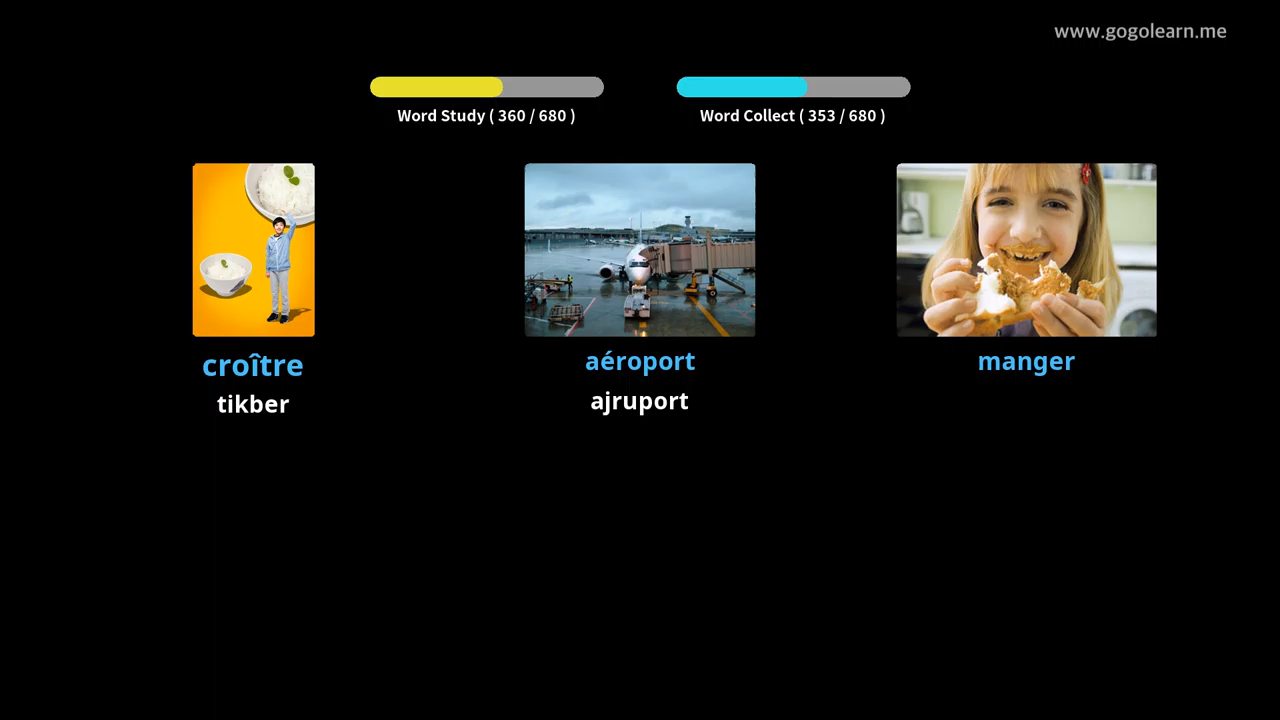 www.gogolearn.me
Word Study ( 360 / 680 )
Word Collect ( 353 / 680 )
croître
tikber
aéroport
ajruport
manger